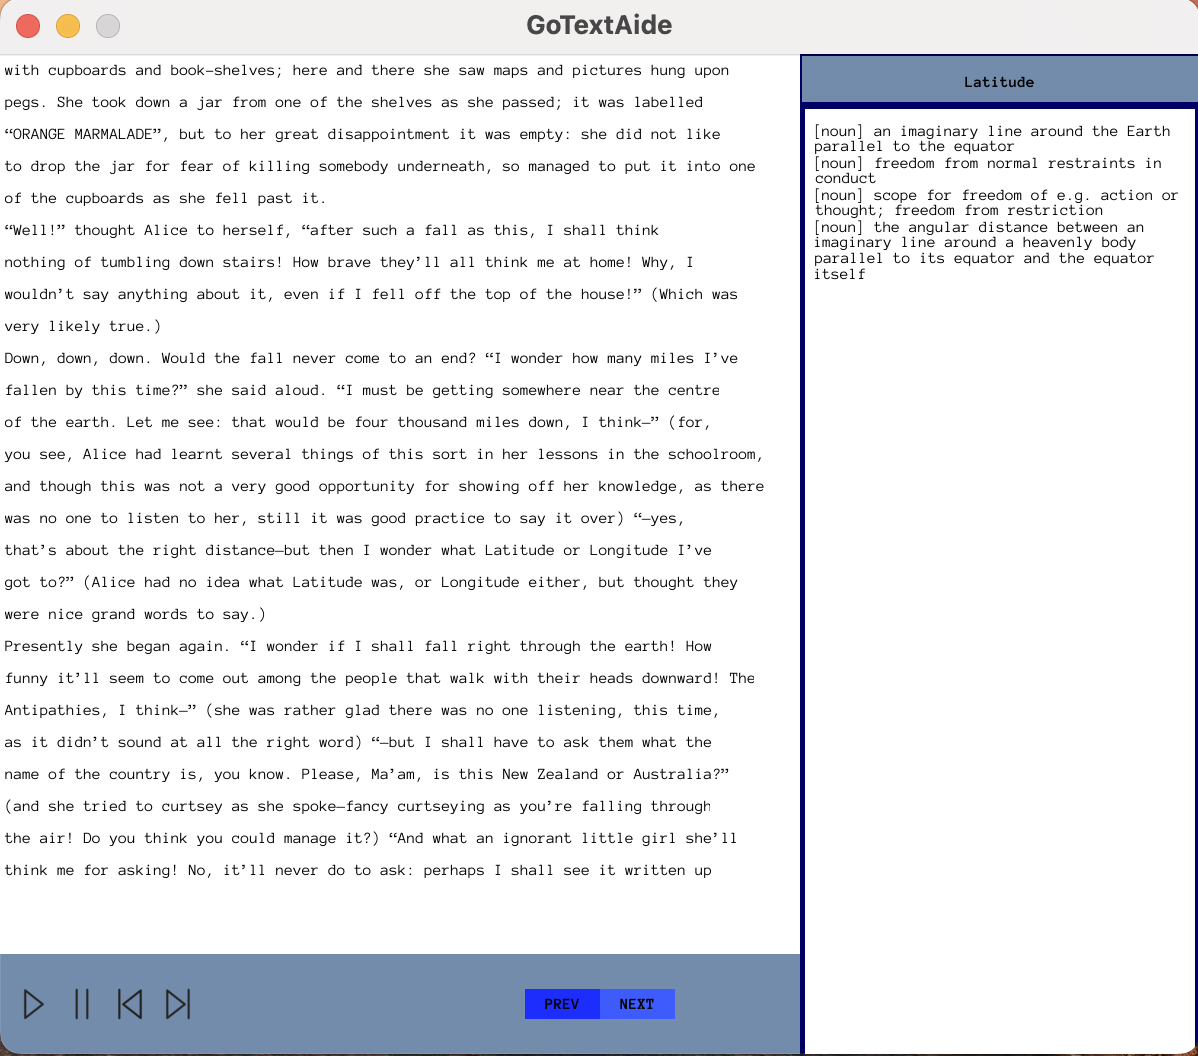 GoTextAide
with cupboards and book—shelves; here and there she saw maps and pictures hung upon
pegs. She took down a jar from one of the shelves as she passed; it was labelled
“ORANGE MARMALADE”, but to her great disappointment it was empty: she did not like
to drop the jar for fear of killing somebody underneath, so managed to put it into one
of the cupboards as she fell past it.
“Well!” thought Alice to herself, “after such a fall as this, I shall think
nothing of tumbling down stairs! How brave they’ll all think me at home! Why, I
wouldn’t say anything about it, even if I fell off the top of the house!” (Which was
very likely true.)
Down, down, down. Would the fall never come to an end? “I wonder how many miles I’ve
fallen by this time?” she said aloud. “I must be getting somewhere near the centre
of the earth. Let me see: that would be four thousand miles down, I think—” (for,
you see, Alice had learnt several things of this sort in her lessons in the schoolroom,
and though this was not a very good opportunity for showing off her knowledge, as there
was no one to listen to her, still it was good practice to say it over) “—yes,
that’s about the right distance—but then I wonder what Latitude or Longitude I’ve
got to?” (Alice had no idea what Latitude was, or Longitude either, but thought they
were nice grand words to say.)
Presently she began again. “I wonder if I shall fall right through the earth! How
funny it’ll seem to come out among the people that walk with their heads downward! The
Antipathies, I think—” (she was rather glad there was no one listening, this time,
as it didn’t sound at all the right word) “—but I shall have to ask them what the
name of the country is, you know. Please, Ma’am, is this New Zealand or Australia?”
(and she tried to curtsey as she spoke—fancy curtseying as you’re falling through
the air! Do you think you could manage it?) “And what an ignorant little girl she’ll
think me for asking! No, it’ll never do to ask: perhaps I shall see it written up
PREV NEXT
Latitude
[noun] an imaginary line around the Earth
parallel to the equator
[noun] freedom from normal restraints in
conduct
[noun] scope for freedom of e.g. action or
thought; freedom from restriction
[noun] the angular distance between an
imaginary line around a heavenly body
parallel to its equator and the equator
itself